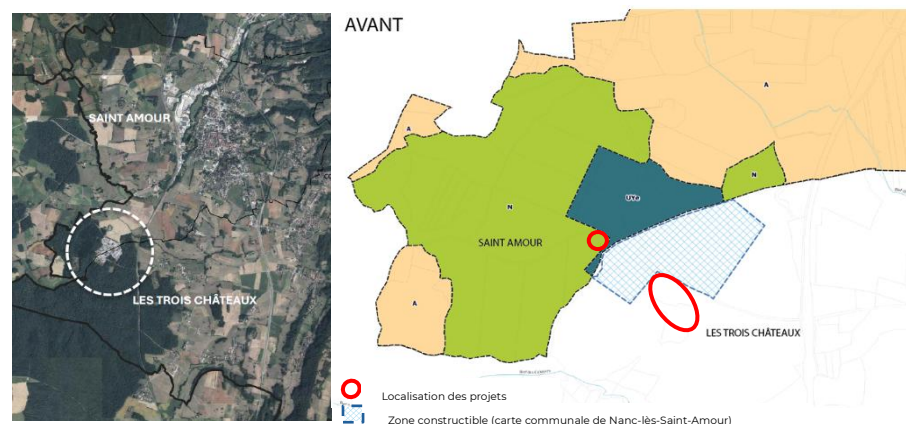 SAINT AMOUR
LES TROIS CHÂTEAUX
AVANT
A
A
N
UYa
N
SAINT AMOUR
A
LES TROIS CHÂTEAUX
Localisation des projets
Zone constructible (carte communale de Nanc-lès-Saint-Amour)